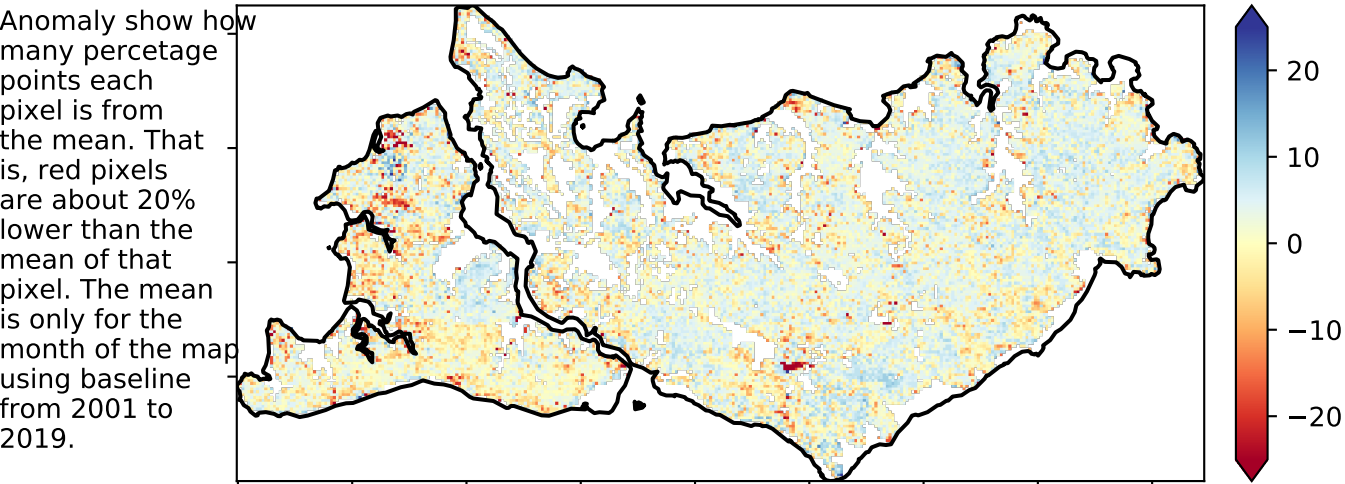 Anomaly show how
many percetage
points each
pixel is from
the mean. That
is, red pixels
are about 20%
lower than the
mean of that
pixel. The mean
is only for the
month of the map
using baseline
from 2001 to
2019.
20
10
0
−10
−20